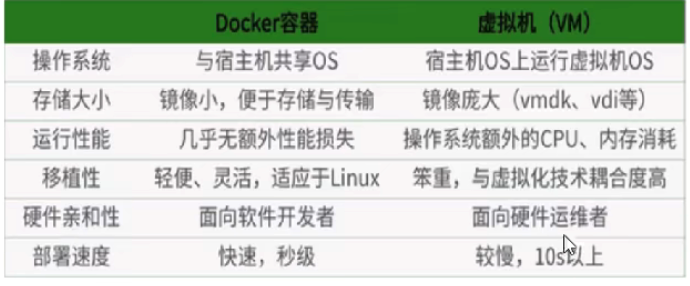 Docker容器 虚拟机（VM）
操作系统 与宿主机共享OS 宿主机OS上运行虚拟机OS
存储大小 镜像小，便于存储与传输 镜像庞大（vmdk、vdi等）
运行性能 几乎无额外性能损失 操作系统额外的CPU、内存消耗
移植性 轻便、灵活，适应于Linux 笨重，与虚拟化技术耦合度高
硬件亲和性 面向软件开发者 面向硬件运维者
部署速度 快速，秒级 较慢，10s以上